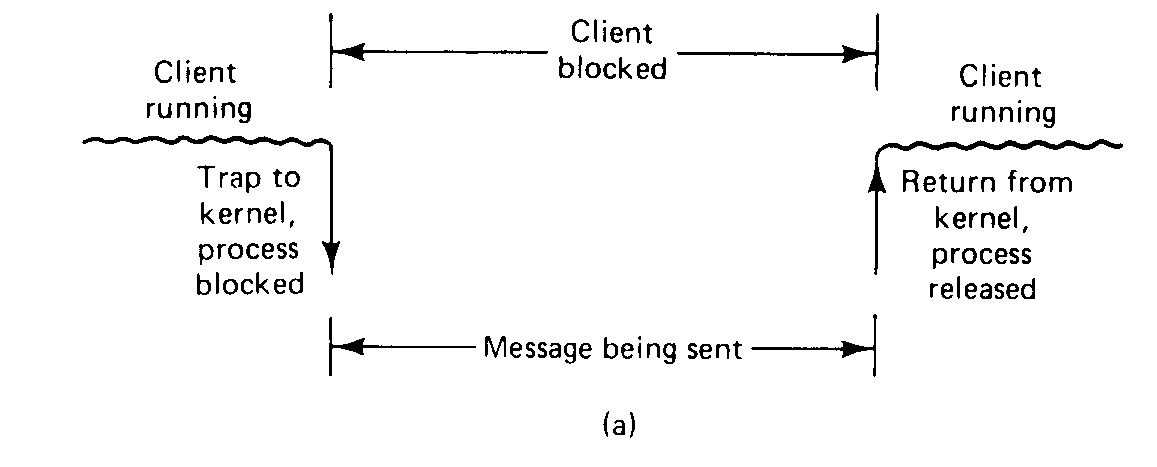 Client
blocked
Client
running
Client
running
Trap to
kernel,
process
blocked
Return from
kernel,
process
released
Message being sent
(a)